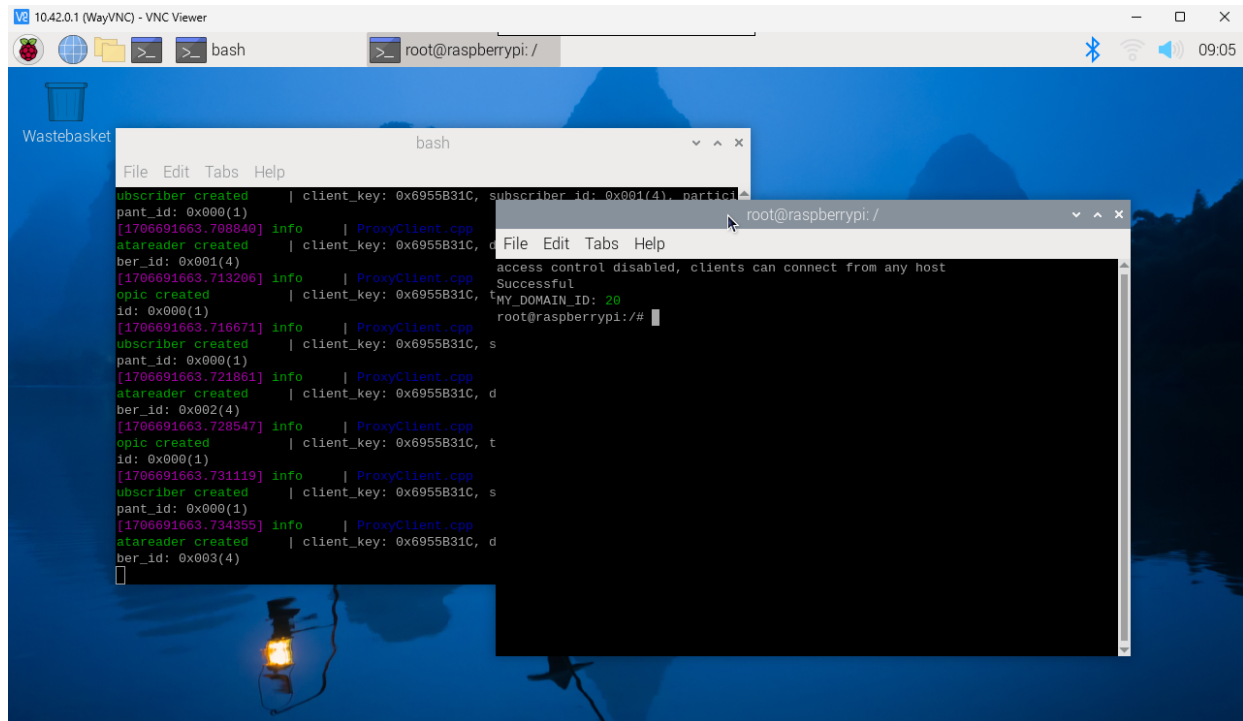 10.42.0.1 (WayVNC) - VNC Viewer
bash
root@raspberrypi: /
09:05
Wastebasket
bash
File Edit Tabs Help
ubscriber created | client_key: 0x6955B31C, subscriber_id: 0x001(4), partici
pant_id: 0x000(1)
[1706691663.708840] info | ProxyClient.cpp
atareader created | client_key: 0x6955B31C, d
ber_id: 0x001(4)
[1706691663.713206] info | ProxyClient.cpp
opic created | client_key: 0x6955B31C, t
id: 0x000(1)
[1706691663.716671] info | ProxyClient.cpp
ubscriber created | client_key: 0x6955B31C, s
pant_id: 0x000(1)
[1706691663.721861] info | ProxyClient.cpp
atareader created | client_key: 0x6955B31C, d
ber_id: 0x002(4)
[1706691663.728547] info | ProxyClient.cpp
opic created | client_key: 0x6955B31C, t
id: 0x000(1)
[1706691663.731119] info | ProxyClient.cpp
ubscriber created | client_key: 0x6955B31C, s
pant_id: 0x000(1)
[1706691663.734355] info | ProxyClient.cpp
atareader created | client_key: 0x6955B31C, d
ber_id: 0x003(4)
root@raspberrypi: /
File Edit Tabs Help
access control disabled, clients can connect from any host
Successful
MY_DOMAIN_ID: 20
root@raspberrypi:/#